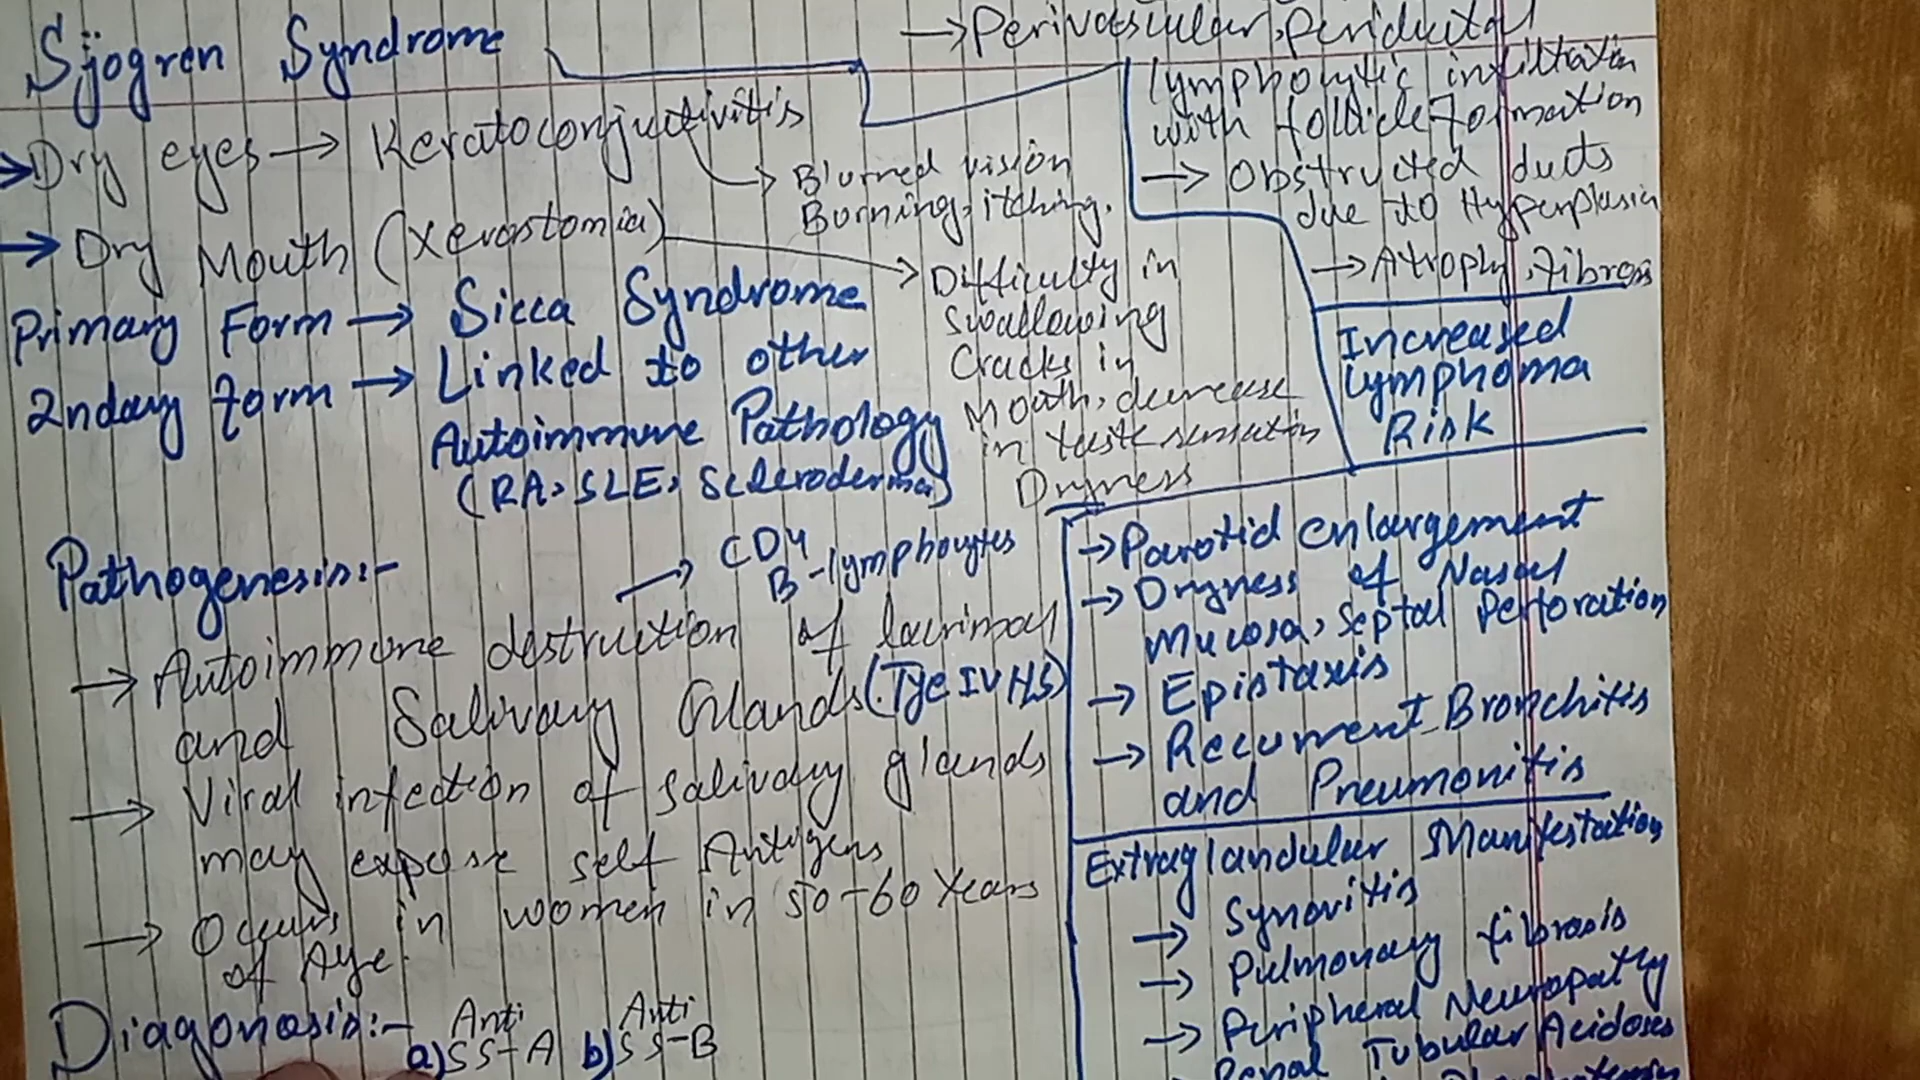 Sjogren Syndrome
→ Dry eyes → Keratoconjuctivitis
→ Blurred vision
Burning, itching.
→ Dry Mouth (Xerostomia)
→ Difficulty in
Swallowing
Cracks in
Mouth, decrease
in taste sensation
Dryness
Primary Form → Sicca Syndrome
2nday form → Linked to other
Autoimmune Pathology
(RA, SLE, Scleroderma)
Pathogenesis:-
→ CD4
B-lymphocytes
→ Autoimmune destruction of lacrimal
and Salivary Glands (Tye IV HS)
→ Viral infection of salivary glands
may expose self Antigens
→ Occurs in women in 50-60 Years
of Age.
Diagonosis:- a) Anti SS-A b) Anti SS-B
→ Perivascular, periductal
lymphocytic infiltration
with follicle formation
→ Obstructed ducts
due to Hyperplasia
→ Atrophy, fibrosis
Increased
Lymphoma
Risk
→ Parotid enlargement
→ Dryness of Nasal
Mucosa, Septal Perforation
→ Epistaxis
→ Recurrent Bronchitis
and Pneumonitis
Extraglandular Manifestation
→ Synovitis
→ Pulmonary fibrosis
→ Peripheral Neuropathy
Renal Tubular Acidoses